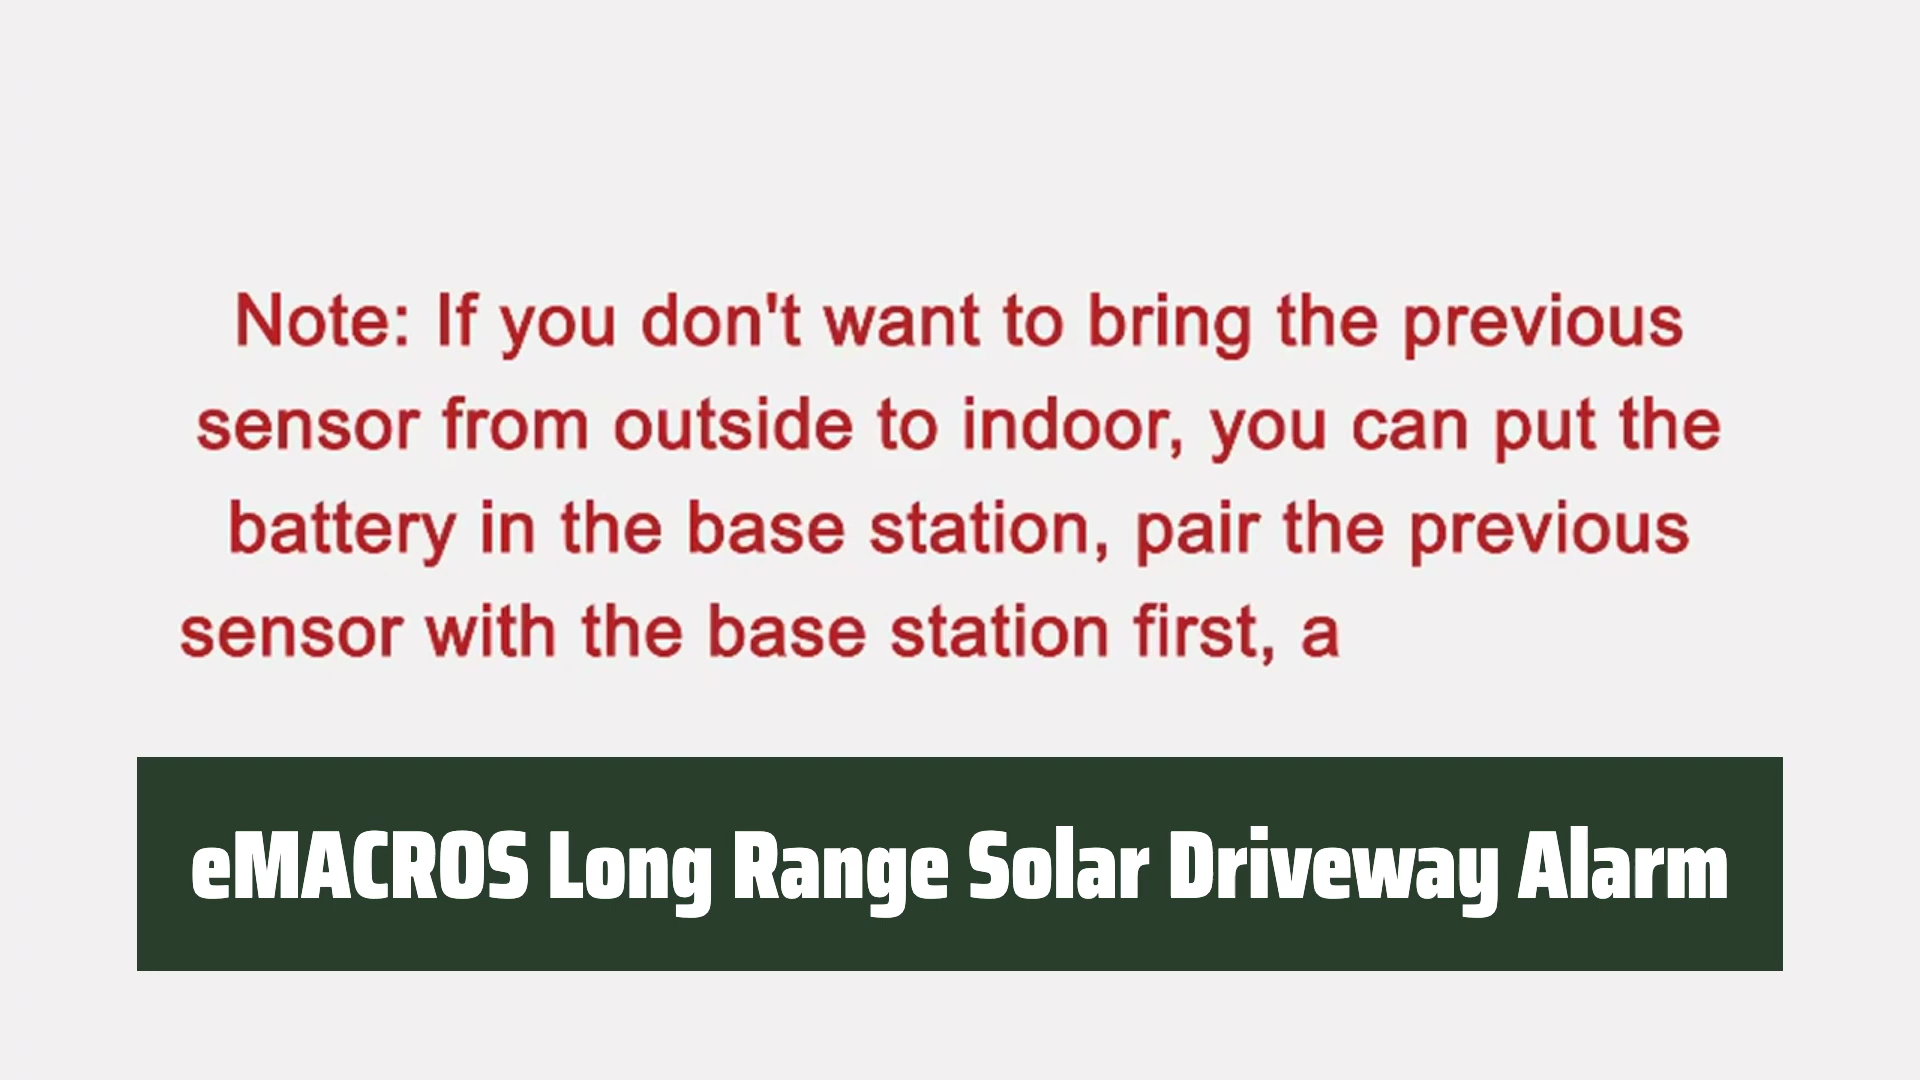 Note: If you don't want to bring the previous
sensor from outside to indoor, you can put the
battery in the base station, pair the previous
sensor with the base station first, a
eMACROS Long Range Solar Driveway Alarm